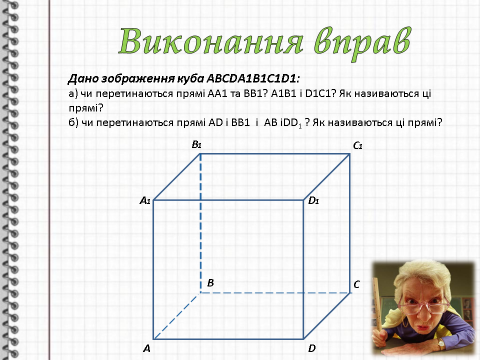 Виконання вправ
Дано зображення куба ABCDA1B1C1D1:
а) чи перетинаються прямі AA1 та BB1? A1B1 і D1C1? Як називаються ці
прямі?
б) чи перетинаються прямі AD і BB1 і AB іDD1 ? Як називаються ці прямі?
B1
C1
A1
D1
B
C
A
D